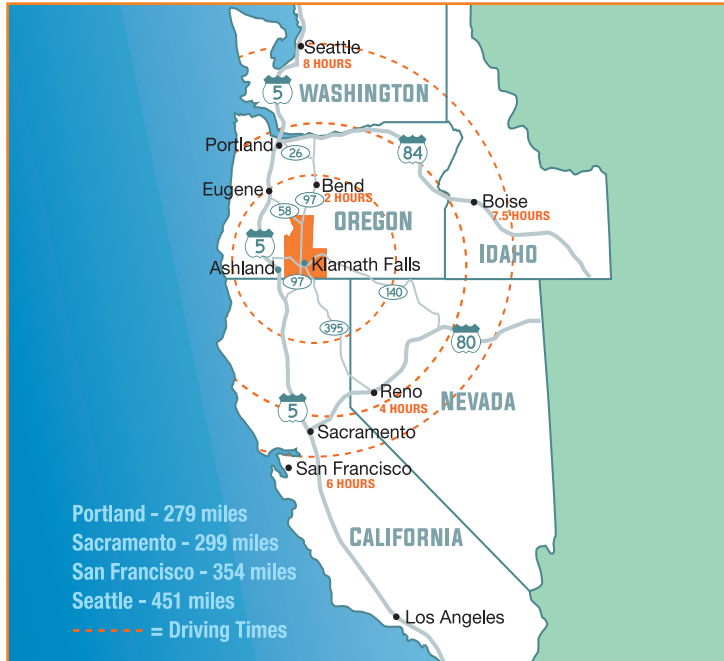 Seattle
8 HOURS
5
WASHINGTON
Portland
26
84
Eugene
Bend
97
2 HOURS
58
Boise
7.5 HOURS
OREGON
5
IDAHO
Ashland
Klamath Falls
97
140
395
80
Reno
4 HOURS
NEVADA
5
Sacramento
San Francisco
6 HOURS
Portland - 279 miles
Sacramento - 299 miles
San Francisco - 354 miles
Seattle - 451 miles
= Driving Times
CALIFORNIA
Los Angeles